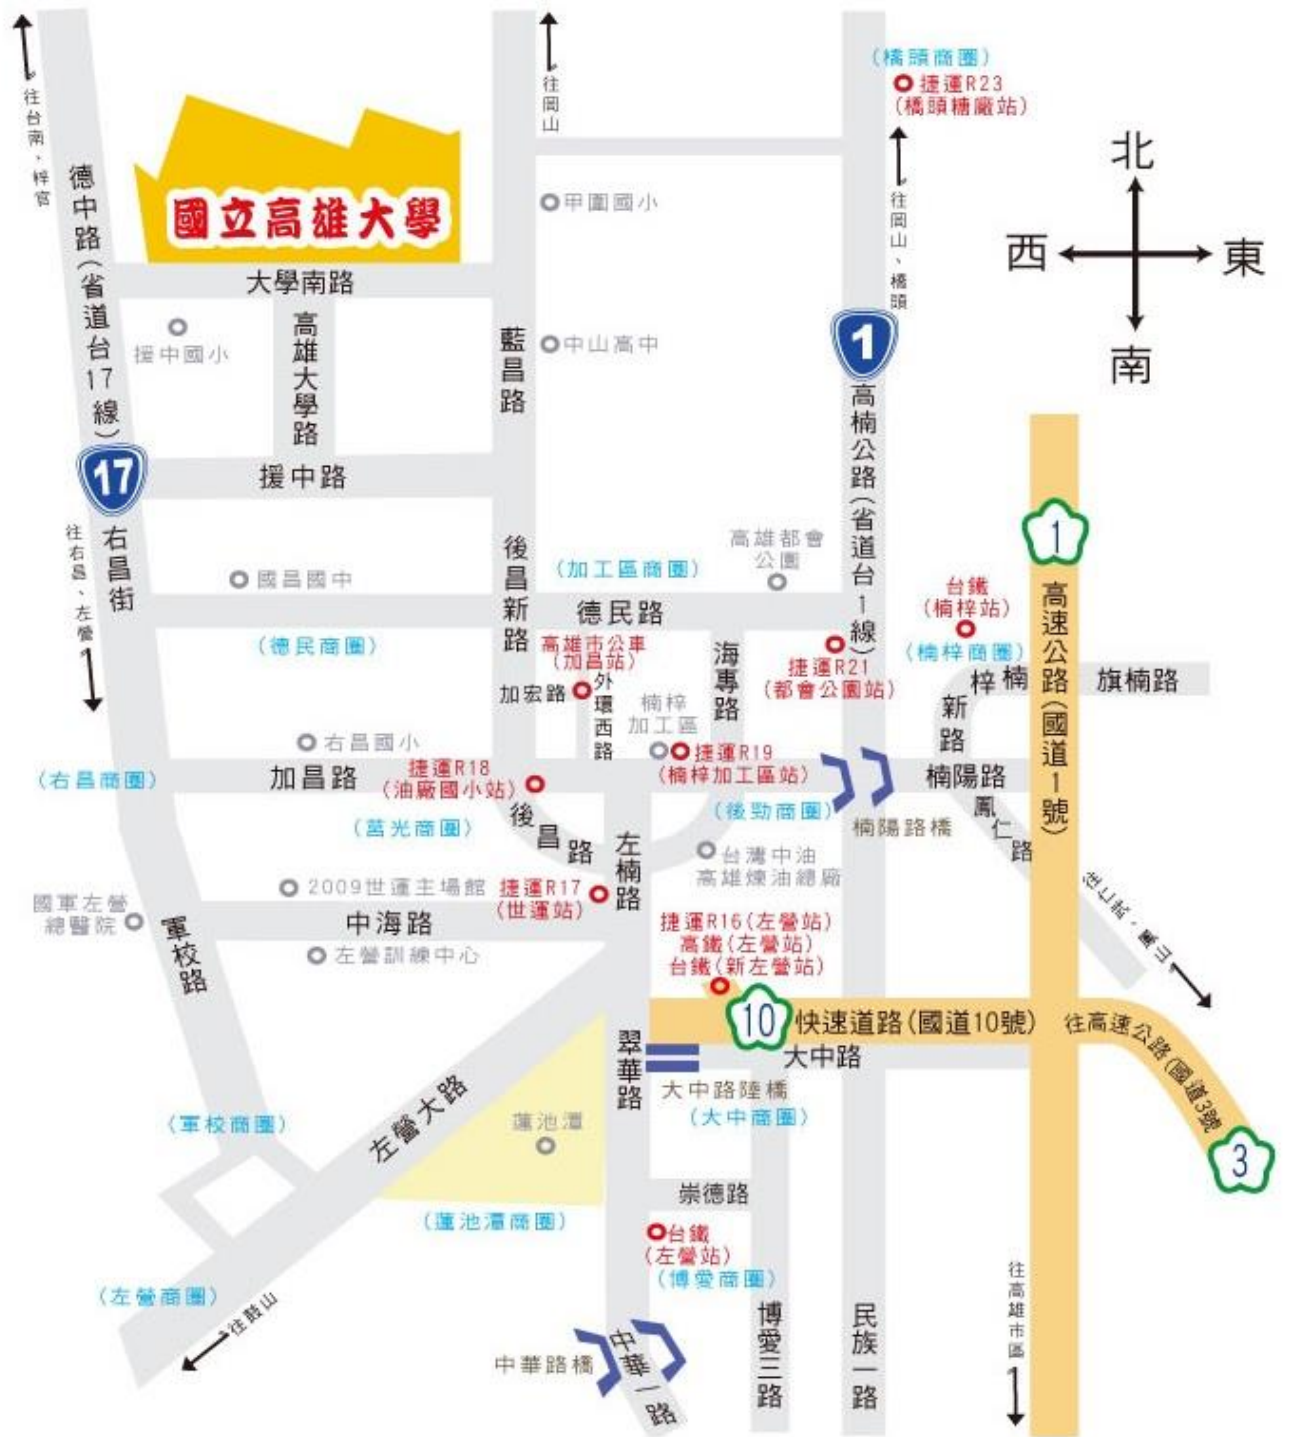 往台南、梓官
往岡山
(橋頭商圈)
捷運R23
(橋頭糖廠站)
北
西
東
南
往岡山、橋頭
德中路(省道台17線)
國立高雄大學
甲圍國小
大學南路
援中國小
高雄大學路
藍昌路
中山高中
1
高楠公路(省道台1線)
17
援中路
往右昌、左營
右昌街
國昌國中
後昌新路
(加工區商圈)
高雄都會
公園
1
高速公路(國道1號)
台鐵
(楠梓站)
(楠梓商圈)
德民路
(德民商圈)
高雄市公車
(加昌站)
加宏路
外環西路
海專路
捷運R21
(都會公園站)
楠梓新路
旗楠路
楠梓
加工區
右昌國小
(右昌商圈)
加昌路
捷運R18
(油廠國小站)
捷運R19
(楠梓加工區站)
楠陽路
(莒光商圈)
後昌路
左楠路
(後勁商圈)
楠陽路橋
鳳仁路
台灣中油
高雄煉油總廠
2009世運主場館
捷運R17
(世運站)
國軍左營
總醫院
軍校路
中海路
左營訓練中心
捷運R16(左營站)
高鐵(左營站)
台鐵(新左營站)
往仁武、鳳山
10
快速道路(國道10號)
往高速公路(國道3號)
3
翠華路
大中路
大中路陸橋
(大中商圈)
(軍校商圈)
左營大路
蓮池潭
崇德路
(蓮池潭商圈)
台鐵
(左營站)
(博愛商圈)
(左營商圈)
往鼓山
中華路橋
中華一路
博愛三路
民族一路
往高雄市區